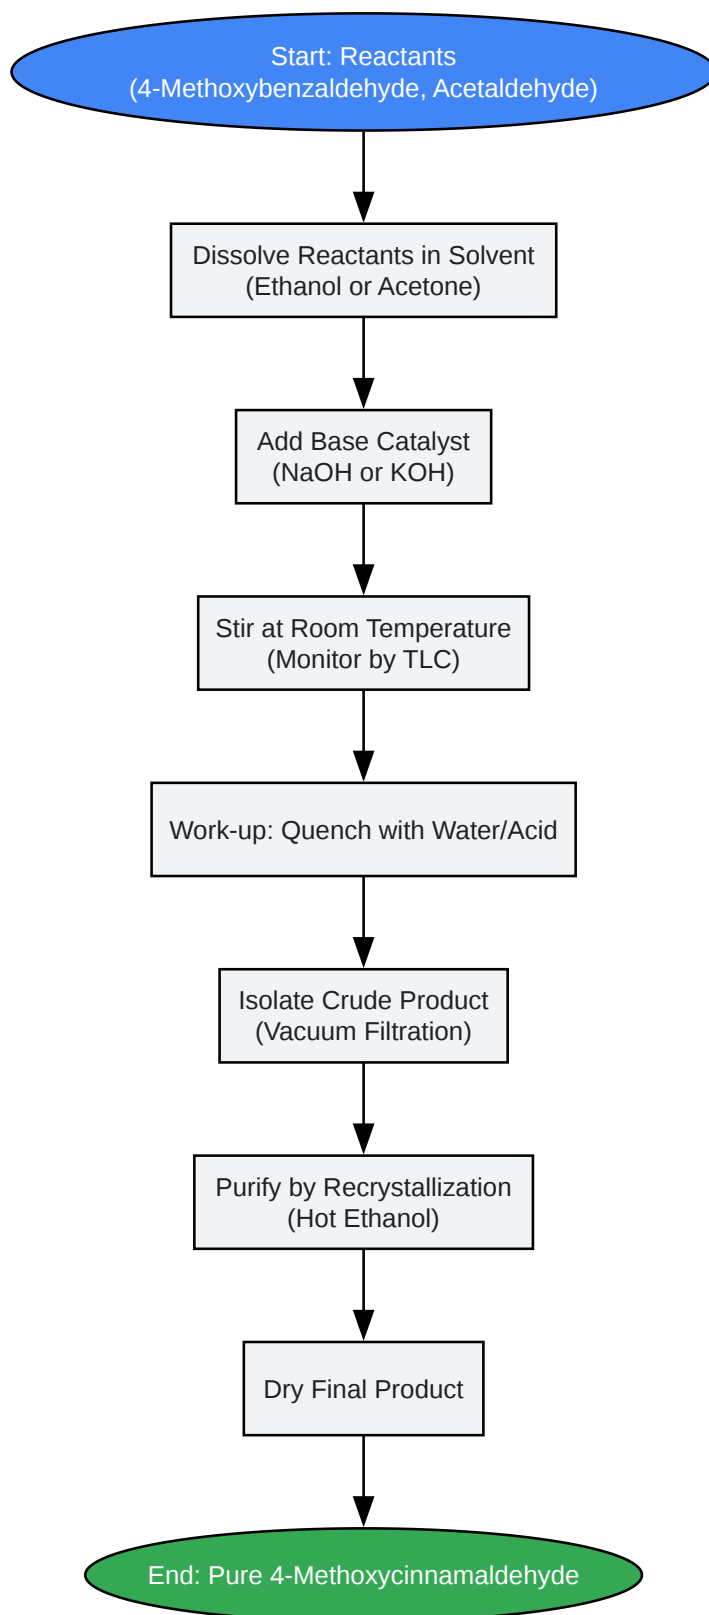 Start: Reactants
(4-Methoxybenzaldehyde, Acetaldehyde)
Dissolve Reactants in Solvent
(Ethanol or Acetone)
Add Base Catalyst
(NaOH or KOH)
Stir at Room Temperature
(Monitor by TLC)
Work-up: Quench with Water/Acid
Isolate Crude Product
(Vacuum Filtration)
Purify by Recrystallization
(Hot Ethanol)
Dry Final Product
End: Pure 4-Methoxycinnamaldehyde